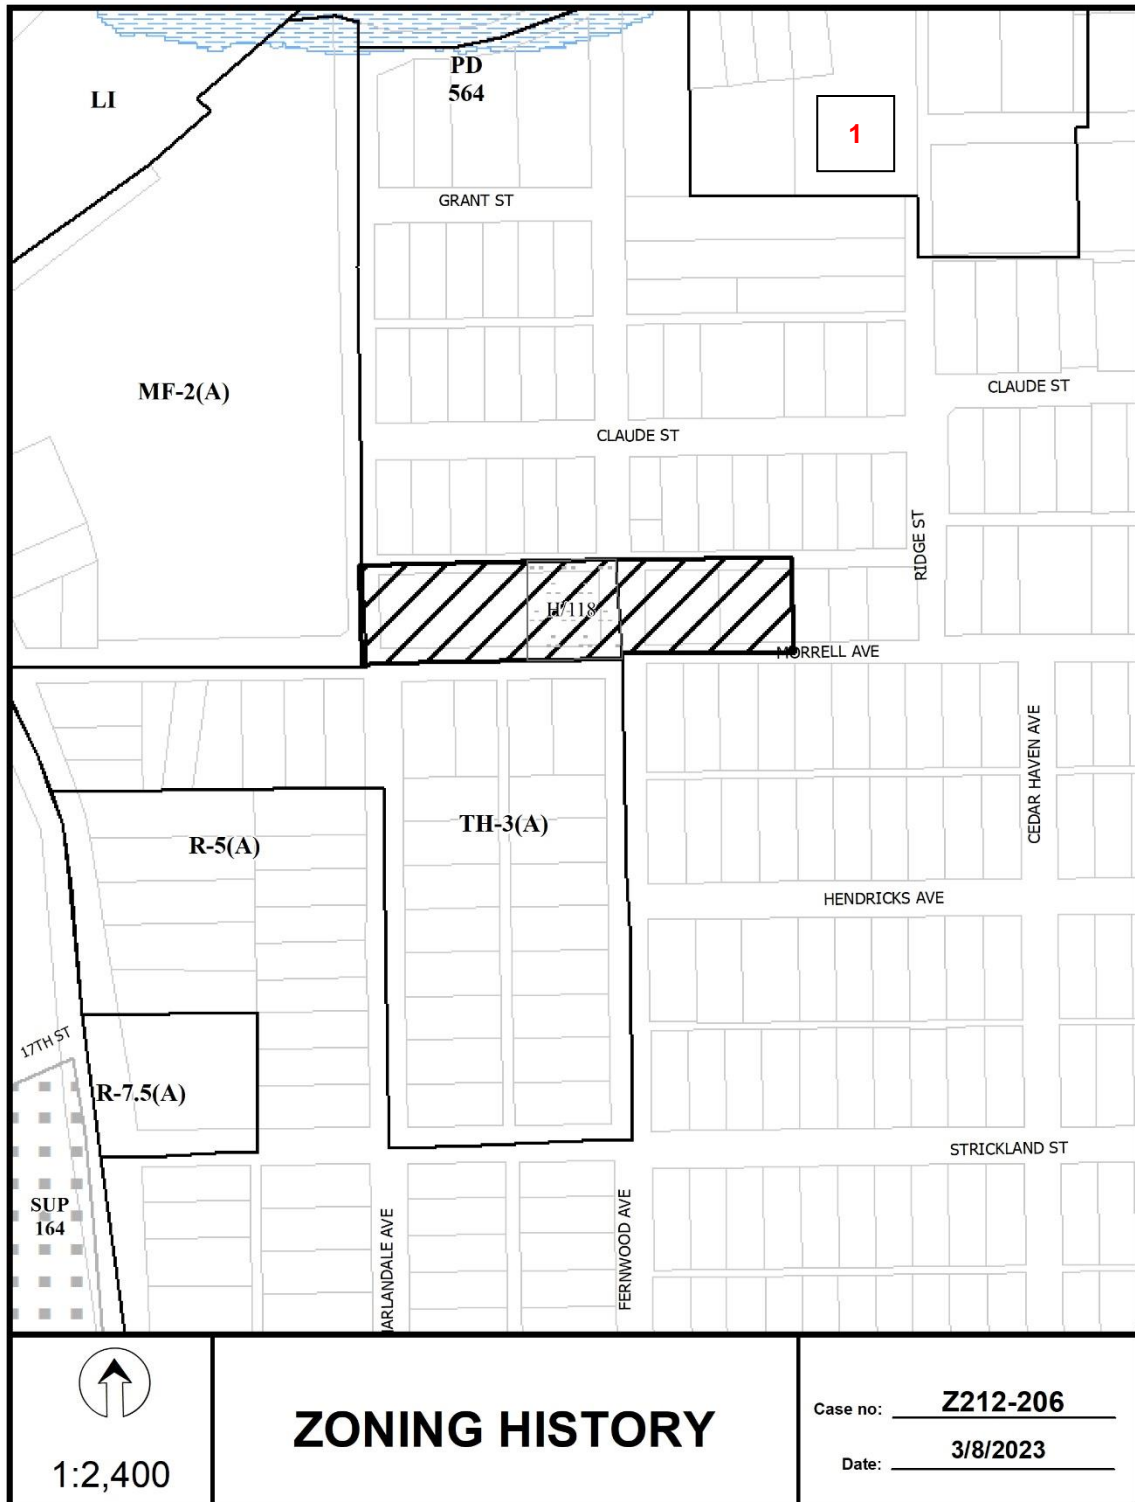 PD
564
LI
1
GRANT ST
MF-2(A)
CLAUDE ST
CLAUDE ST
RIDGE ST
H/118
MORRELL AVE
CEDAR HAVEN AVE
TH-3(A)
R-5(A)
HENDRICKS AVE
17TH ST
R-7.5(A)
STRICKLAND ST
SUP
164
HARLANDALE AVE
FERNWOOD AVE
1:2,400
ZONING HISTORY
Case no: Z212-206
Date: 3/8/2023